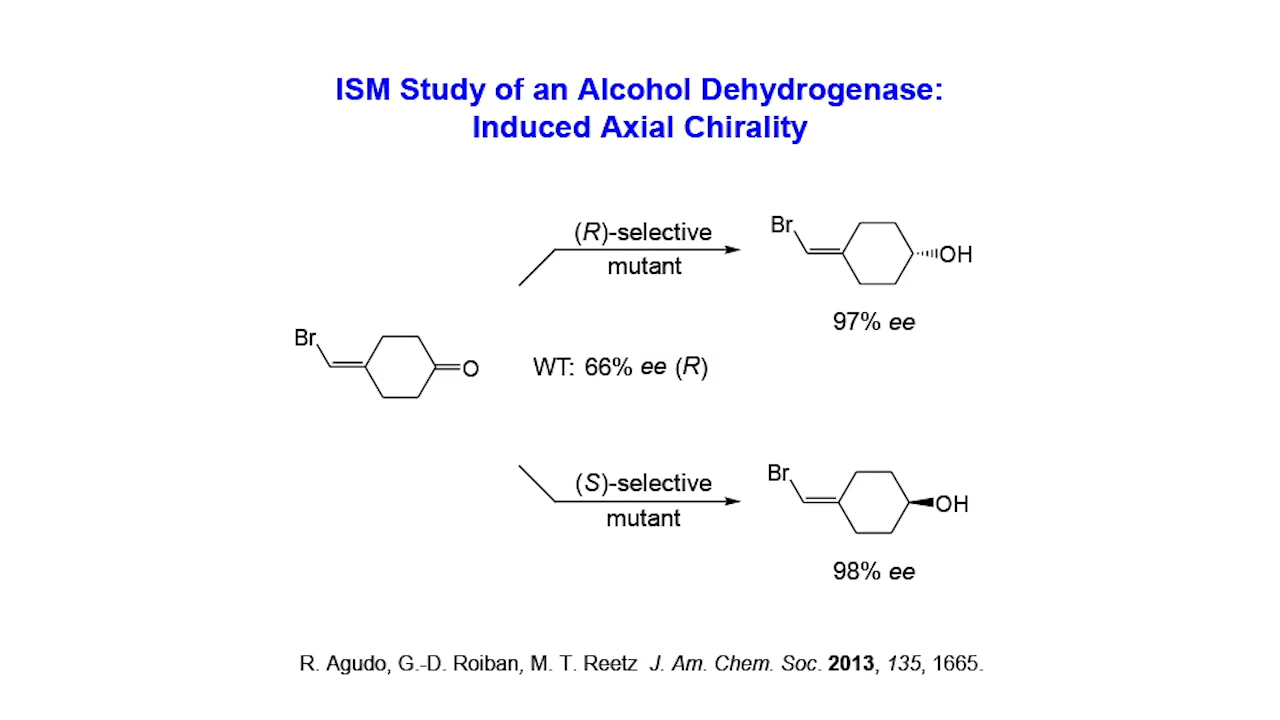 ISM Study of an Alcohol Dehydrogenase:
Induced Axial Chirality
(R)-selective
mutant
Br
OH
97% ee
Br
O
WT: 66% ee (R)
(S)-selective
mutant
Br
OH
98% ee
R. Agudo, G.-D. Roiban, M. T. Reetz J. Am. Chem. Soc. 2013, 135, 1665.